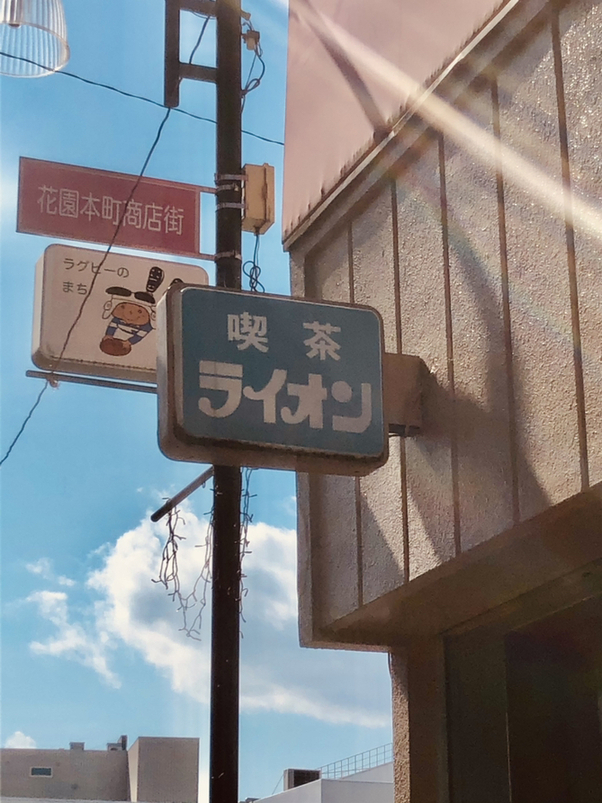 花園本町商店街
ラグビーの
まち
喫茶
ライオン